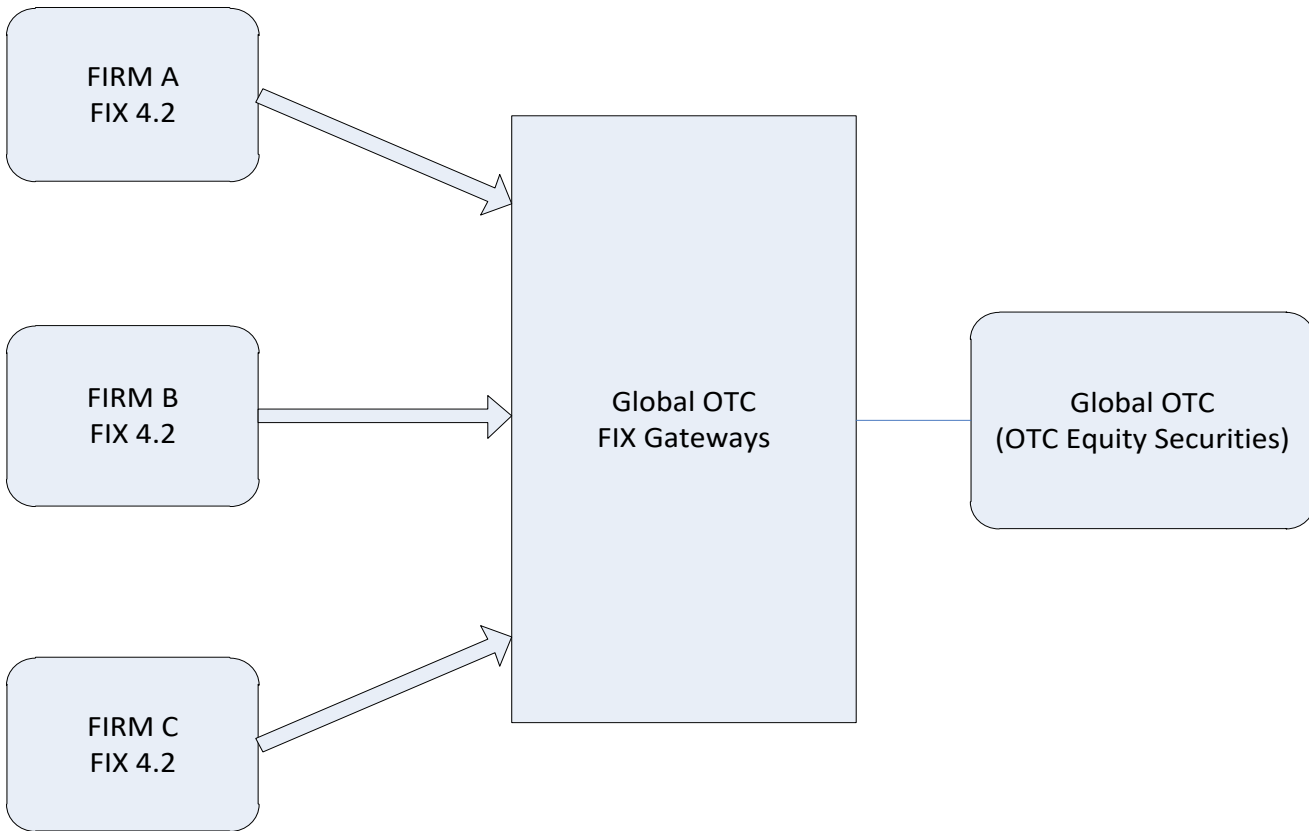 FIRM A
FIX 4.2
FIRM B
FIX 4.2
FIRM C
FIX 4.2
Global OTC
FIX Gateways
Global OTC
(OTC Equity Securities)